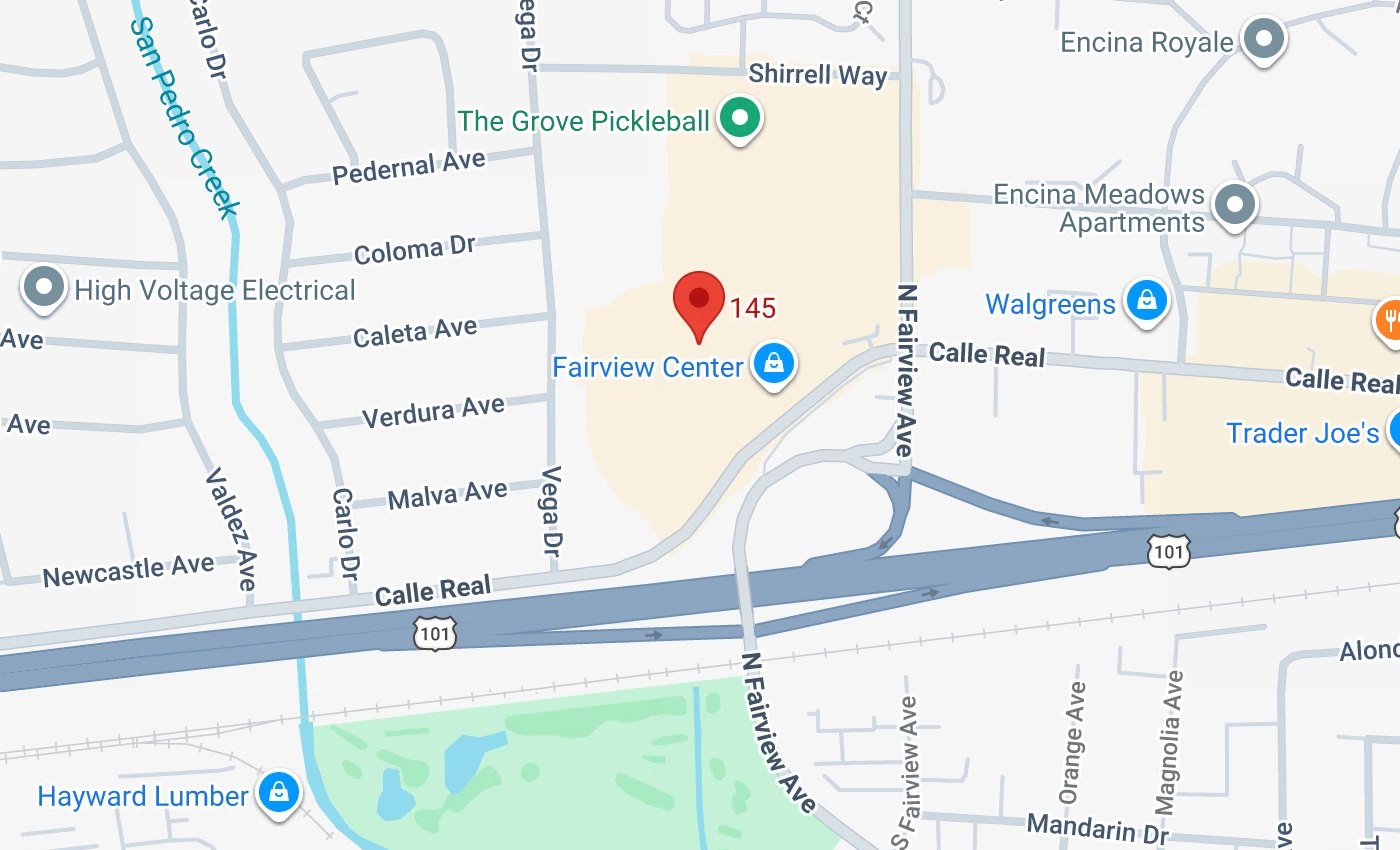 San Pedro Creek
Carlo Dr
Vega Dr
Ct
Encina Royale
Shirrell Way
The Grove Pickleball
Pedernal Ave
Encina Meadows
Apartments
Coloma Dr
High Voltage Electrical
145
N Fairview Ave
Walgreens
Ave
Caleta Ave
Fairview Center
Calle Real
Calle Real
Ave
Verdura Ave
Trader Joe's
Valdez Ave
Carlo Dr
Malva Ave
Vega Dr
Newcastle Ave
Calle Real
101
101
N Fairview Ave
Alond
S Fairview Ave
Orange Ave
Magnolia Ave
Hayward Lumber
Mandarin Dr